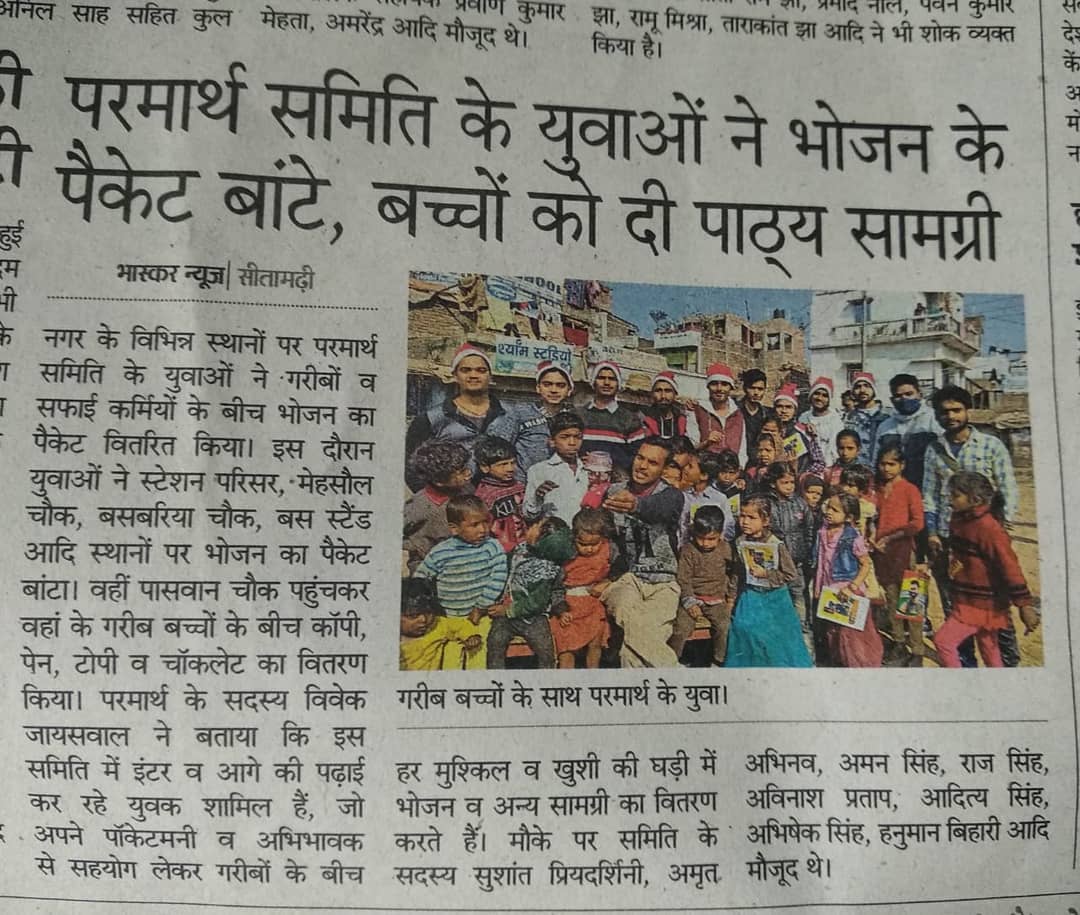 अनिल साह सहित कुल
मेहता, अमरेंद्र आदि मौजूद थे।
प्रवीण कुमार
झा, प्रमोद नील, पवन कुमार
झा, रामू मिश्रा, ताराकांत झा आदि ने भी शोक व्यक्त
किया है।
परमार्थ समिति के युवाओं ने भोजन के
पैकेट बांटे, बच्चों को दी पाठ्य सामग्री
भास्कर न्यूज| सीतामढ़ी
नगर के विभिन्न स्थानों पर परमार्थ
समिति के युवाओं ने गरीबों व
सफाई कर्मियों के बीच भोजन का
पैकेट वितरित किया। इस दौरान
युवाओं ने स्टेशन परिसर, मेहसौल
चौक, बसबरिया चौक, बस स्टैंड
आदि स्थानों पर भोजन का पैकेट
बांटा। वहीं पासवान चौक पहुंचकर
वहां के गरीब बच्चों के बीच कॉपी,
पेन, टोपी व चॉकलेट का वितरण
किया। परमार्थ के सदस्य विवेक
जायसवाल ने बताया कि इस
समिति में इंटर व आगे की पढ़ाई
कर रहे युवक शामिल हैं, जो
अपने पॉकेटमनी व अभिभावक
से सहयोग लेकर गरीबों के बीच
श्याम स्टडियो
गरीब बच्चों के साथ परमार्थ के युवा।
हर मुश्किल व खुशी की घड़ी में
भोजन व अन्य सामग्री का वितरण
करते हैं। मौके पर समिति के
सदस्य सुशांत प्रियदर्शिनी, अमृत
अभिनव, अमन सिंह, राज सिंह,
अविनाश प्रताप, आदित्य सिंह,
अभिषेक सिंह, हनुमान बिहारी आदि
मौजूद थे।